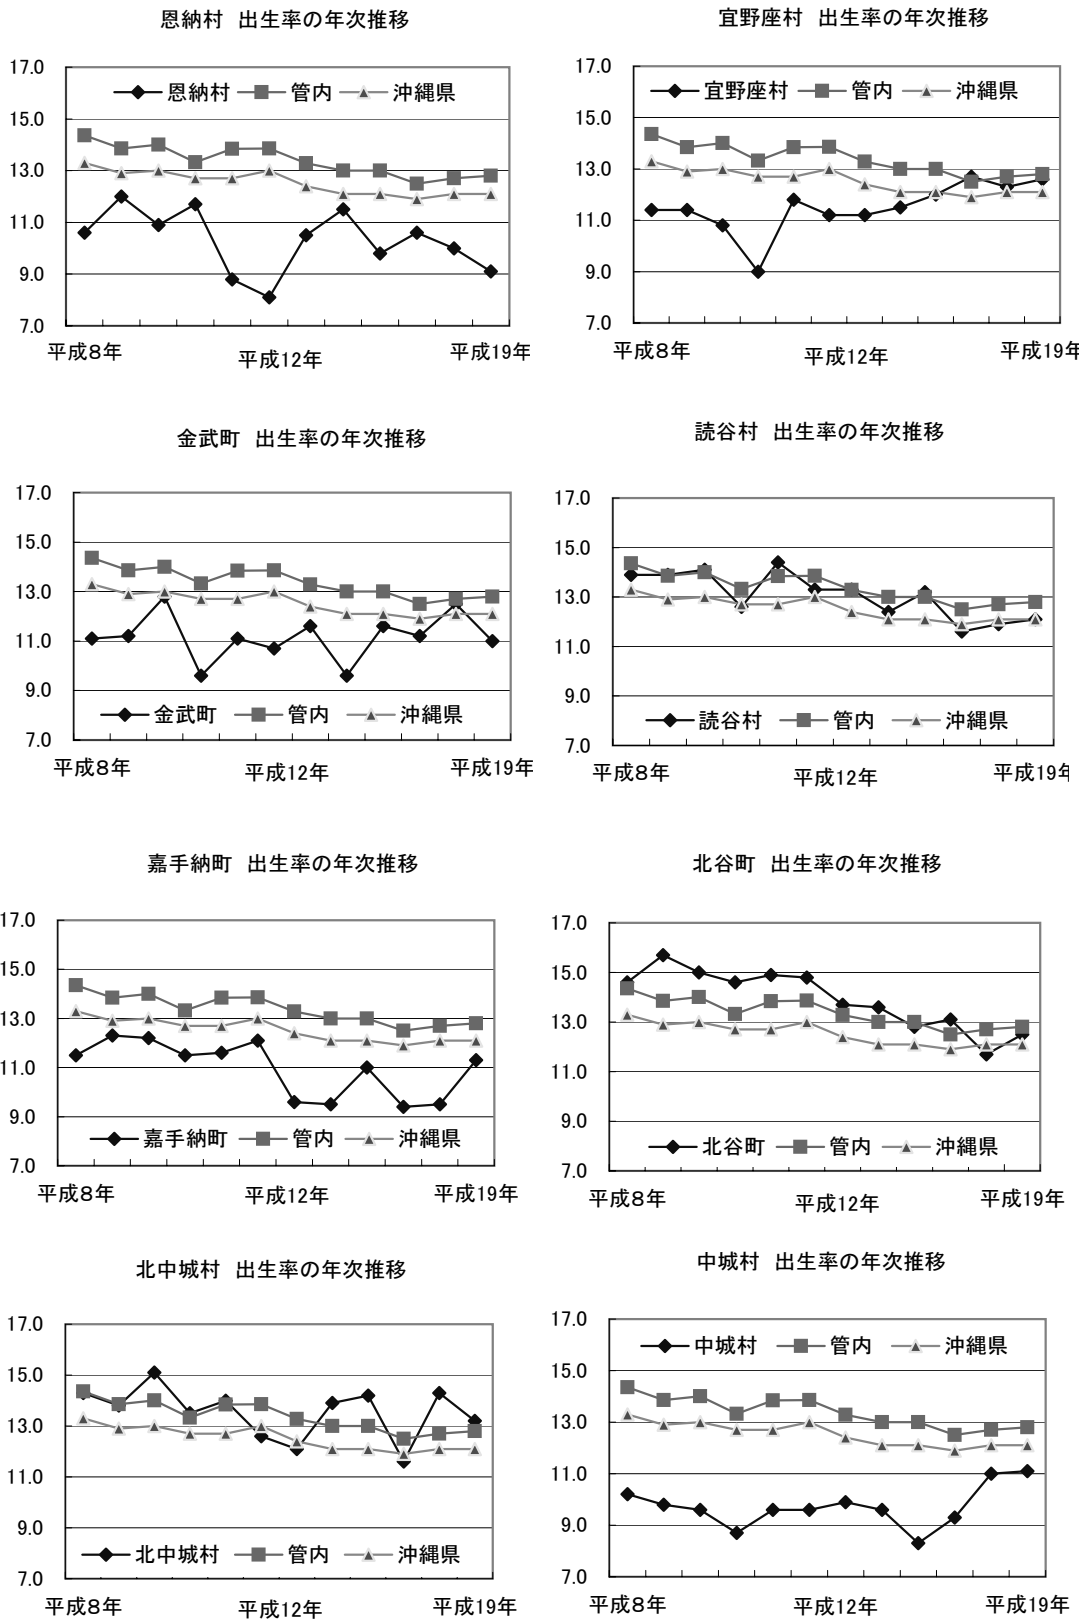 恩納村 出生率の年次推移
17.0
15.0
13.0
11.0
9.0
7.0
恩納村 管内 沖縄県
平成8年 平成12年 平成19年
宜野座村 出生率の年次推移
17.0
15.0
13.0
11.0
9.0
7.0
宜野座村 管内 沖縄県
平成8年 平成12年 平成19年
金武町 出生率の年次推移
17.0
15.0
13.0
11.0
9.0
7.0
金武町 管内 沖縄県
平成8年 平成12年 平成19年
読谷村 出生率の年次推移
17.0
15.0
13.0
11.0
9.0
7.0
読谷村 管内 沖縄県
平成8年 平成12年 平成19年
嘉手納町 出生率の年次推移
17.0
15.0
13.0
11.0
9.0
7.0
嘉手納町 管内 沖縄県
平成8年 平成12年 平成19年
北谷町 出生率の年次推移
17.0
15.0
13.0
11.0
9.0
7.0
北谷町 管内 沖縄県
平成8年 平成12年 平成19年
北中城村 出生率の年次推移
17.0
15.0
13.0
11.0
9.0
7.0
北中城村 管内 沖縄県
平成8年 平成12年 平成19年
中城村 出生率の年次推移
17.0
15.0
13.0
11.0
9.0
7.0
中城村 管内 沖縄県
平成8年 平成12年 平成19年